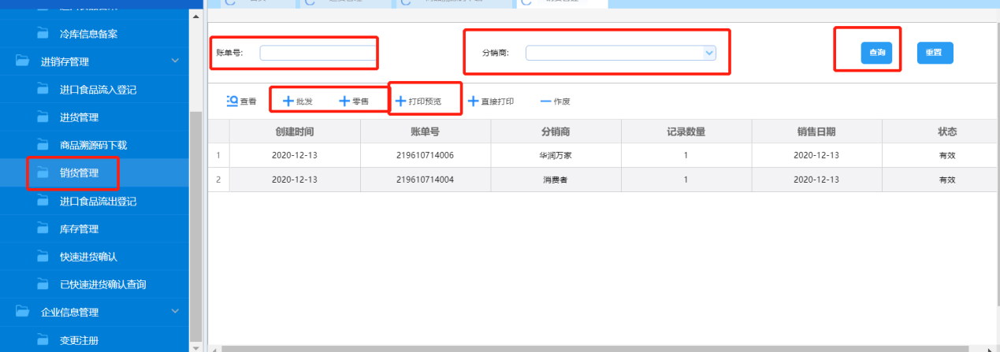 冷库信息备案
进销存管理
进口食品流入登记
进货管理
商品溯源码下载
销货管理
进口食品流出登记
库存管理
快速进货确认
已快速进货确认查询
企业信息管理
变更注册
账单号: 分销商: 查询 重置
查看 批发 零售 打印预览 直接打印 作废
创建时间 账单号 分销商 记录数量 销售日期 状态
1 2020-12-13 219610714006 华润万家 1 2020-12-13 有效
2 2020-12-13 219610714004 消费者 1 2020-12-13 有效